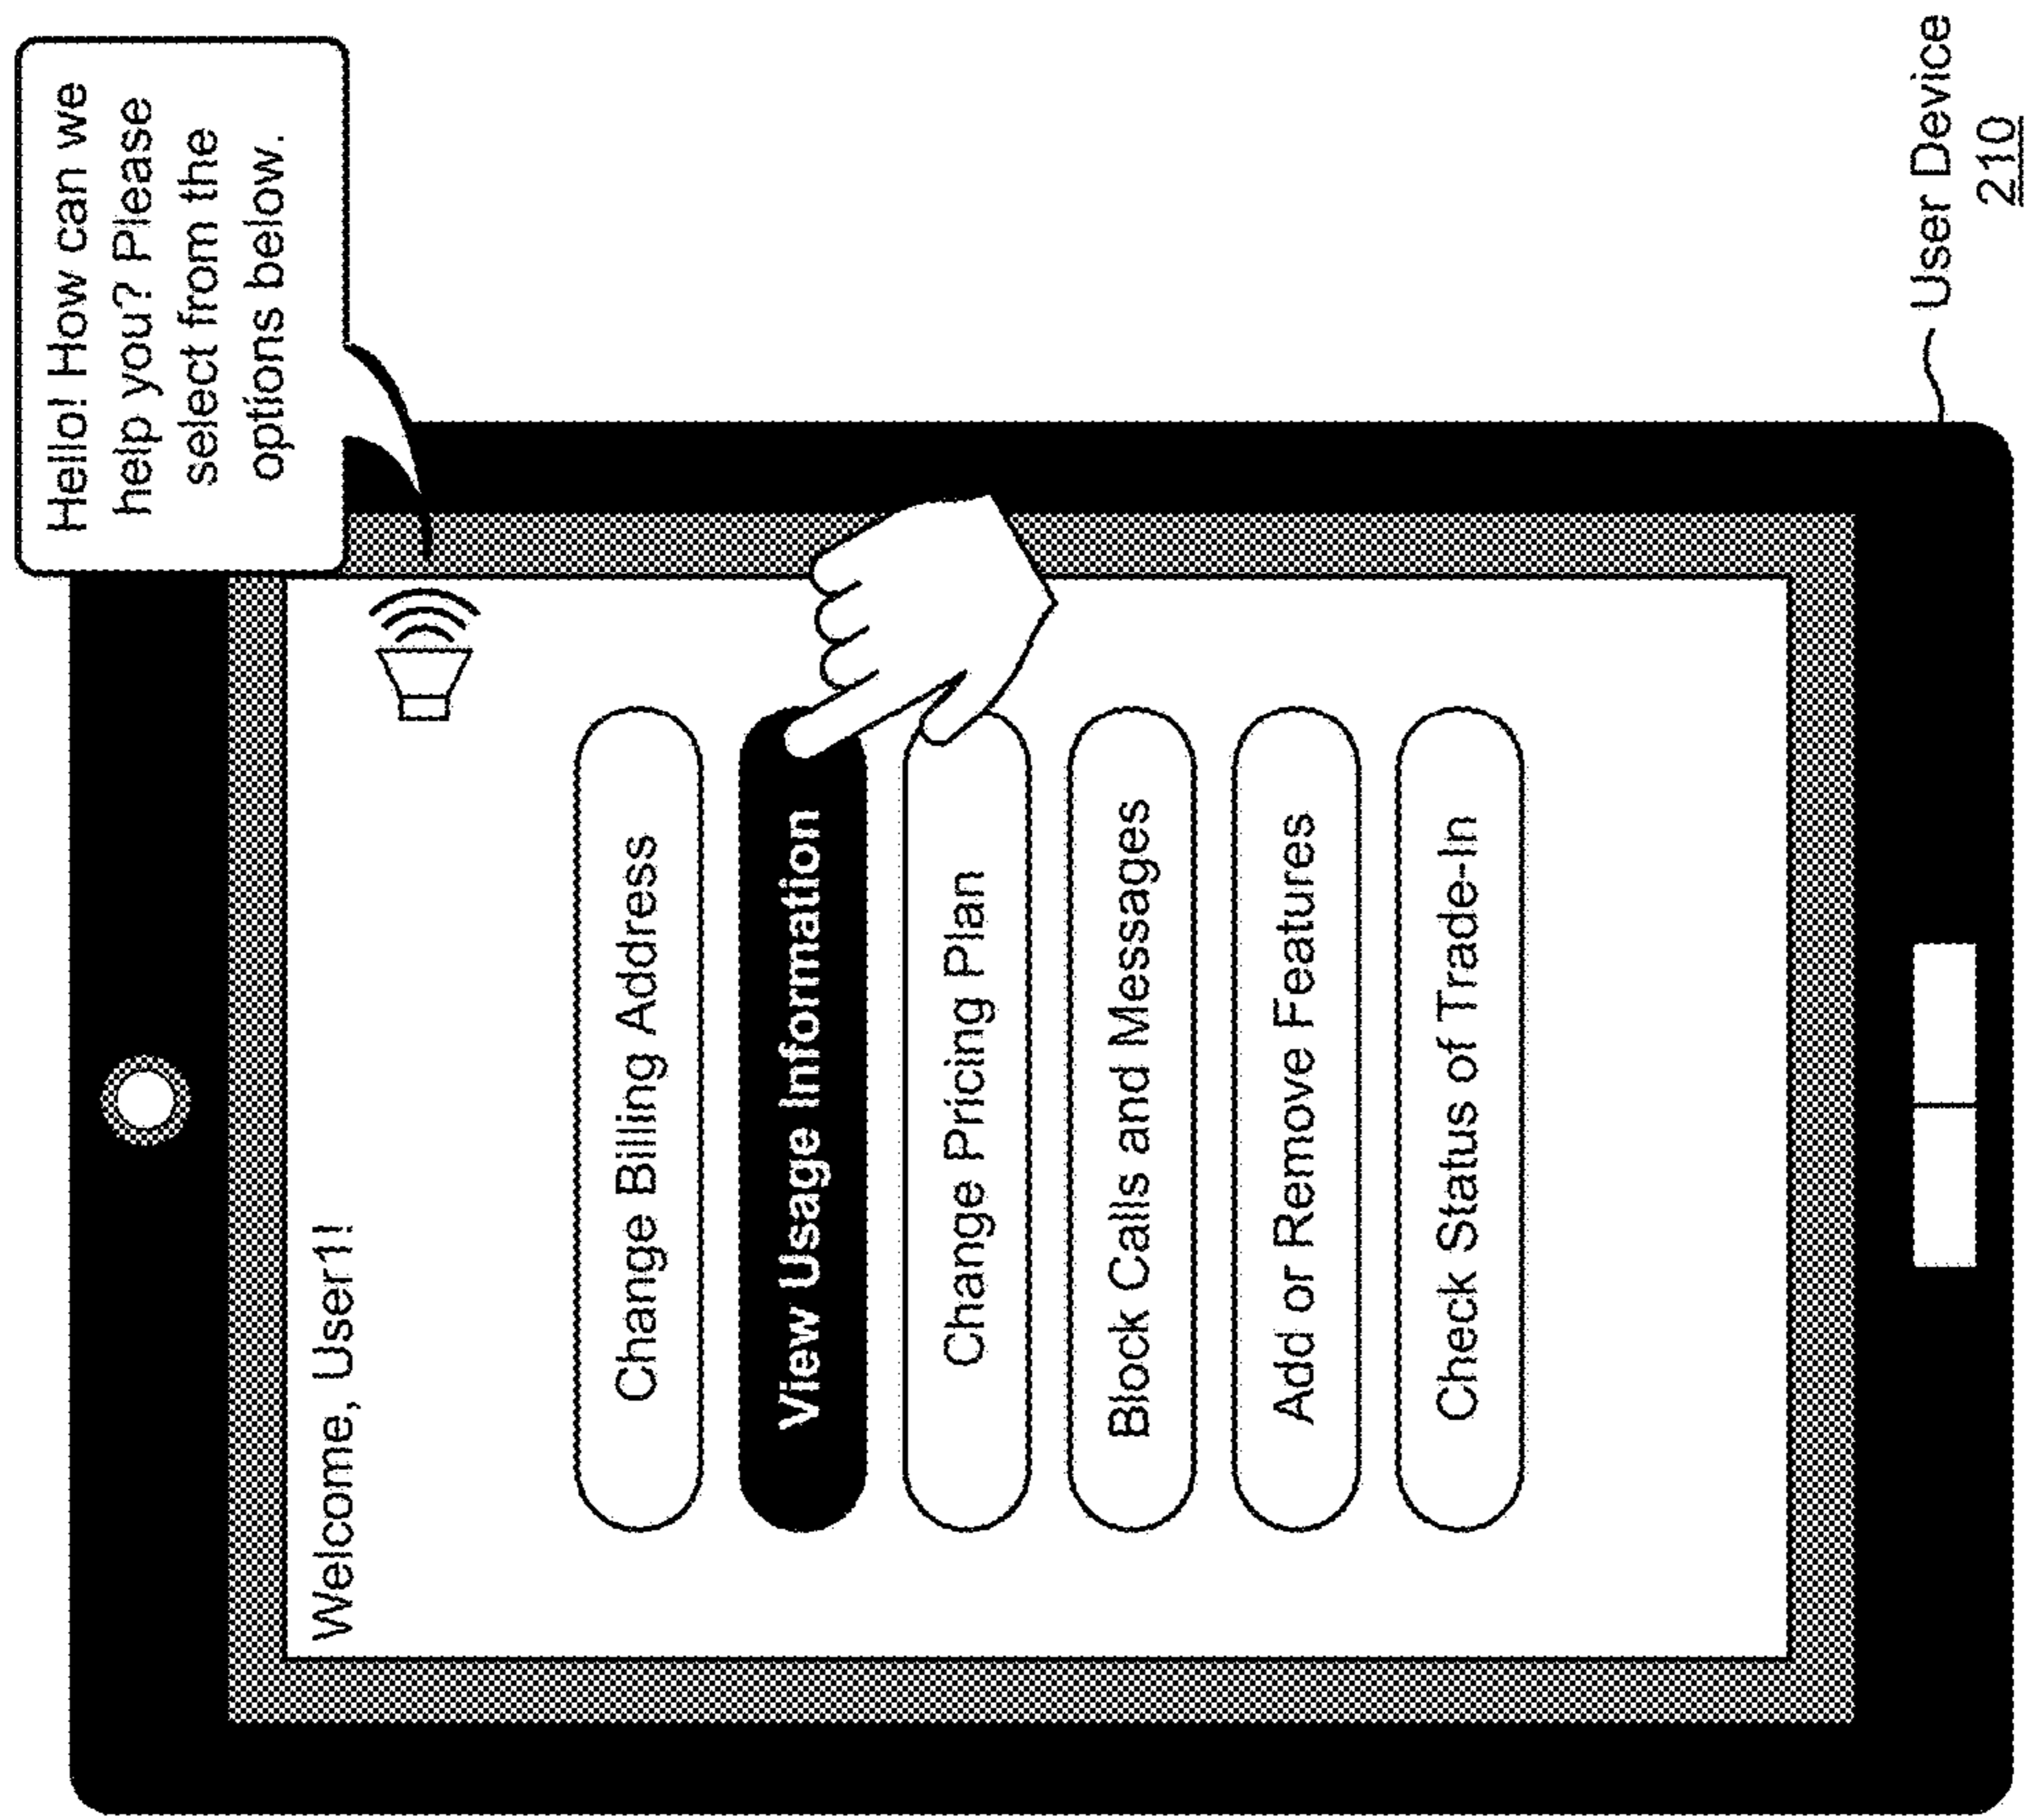 Hello! How can we
help you? Please
select from the
options below.
Welcome, User1!
Change Billing Address
View Usage Information
Change Pricing Plan
Block Calls and Messages
Add or Remove Features
Check Status of Trade-In
User Device
210